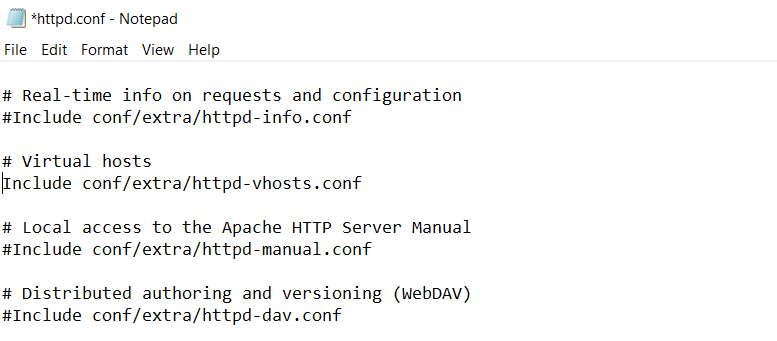 *httpd.conf - Notepad
File Edit Format View Help
# Real-time info on requests and configuration
#Include conf/extra/httpd-info.conf
# Virtual hosts
Include conf/extra/httpd-vhosts.conf
# Local access to the Apache HTTP Server Manual
#Include conf/extra/httpd-manual.conf
# Distributed authoring and versioning (WebDAV)
#Include conf/extra/httpd-dav.conf